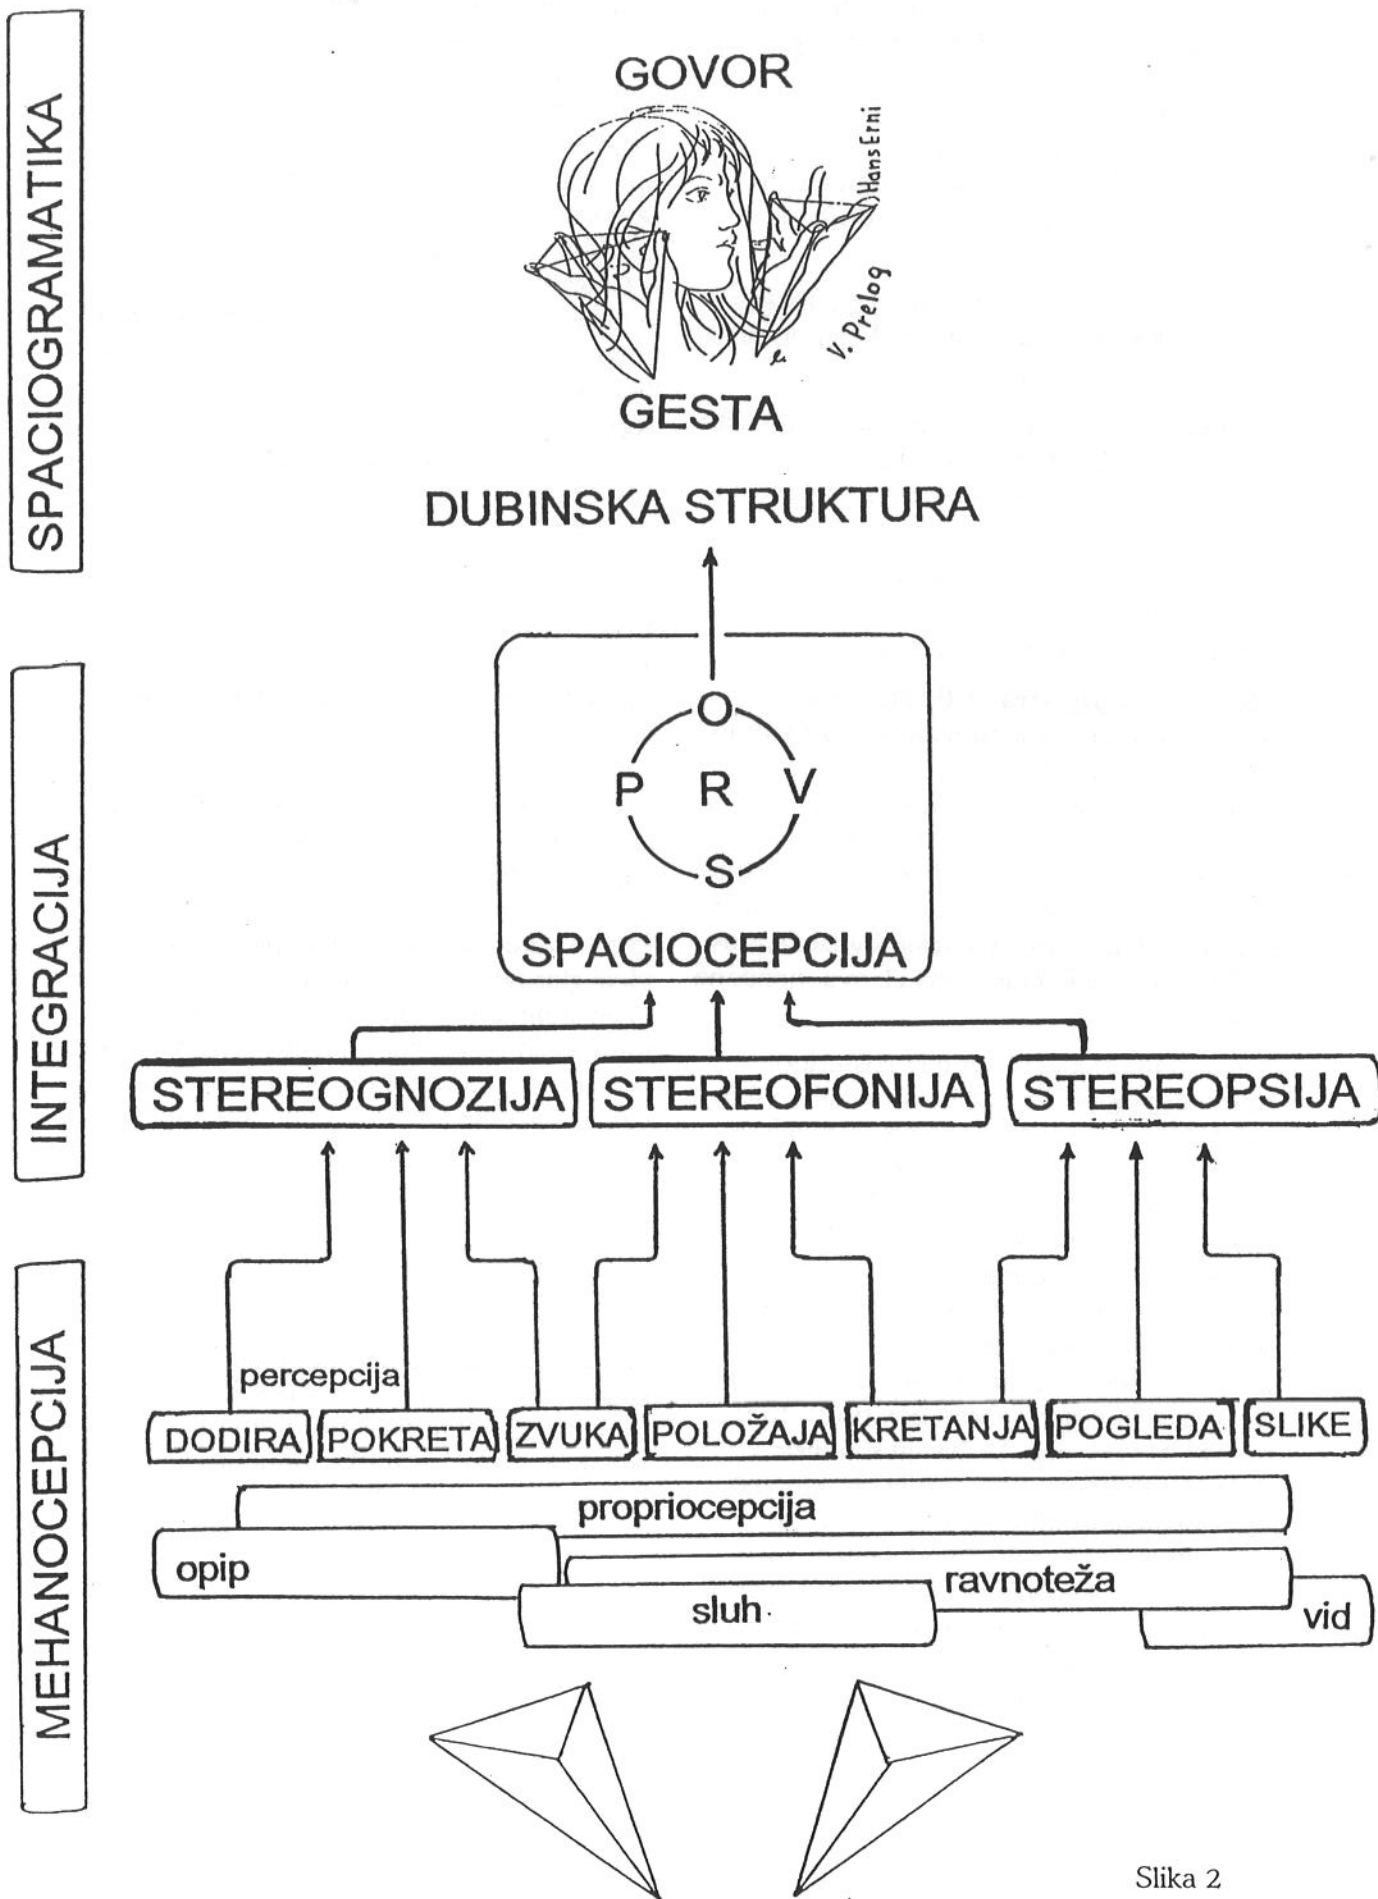 SPACIOGRAMATIKA
GOVOR
Hans Erni
V. Prelog
GESTA
DUBINSKA STRUKTURA
INTEGRACIJA
O
P R V
S
SPACIOCEPCIJA
STEREOGNOZIJA STEREOFONIJA STEREOPSIJA
MEHANOCEPCIJA
percepcija
DODIRA POKRETA ZVUKA POLOŽAJA KRETANJA POGLEDA SLIKE
propriocepcija
opip
ravnoteža
sluh
vid
Slika 2